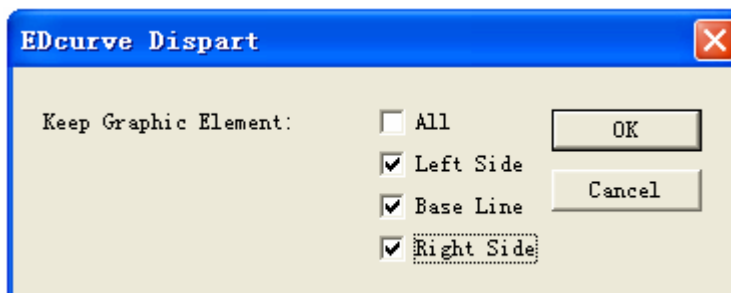 EDcurve Dispart
Keep Graphic Element:
All
Left Side
Base Line
Right Side
OK
Cancel